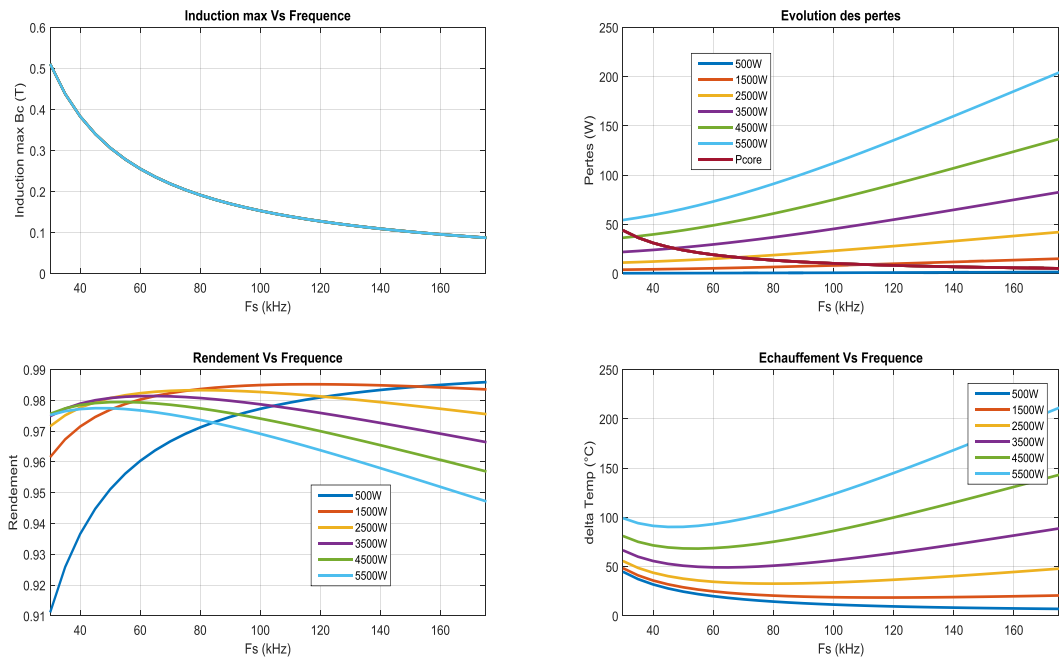 Induction max Vs Frequence
Induction max Bc (T)
0.6
0.5
0.4
0.3
0.2
0.1
0
40 60 80 100 120 140 160
Fs (kHz)
Evolution des pertes
Pertes (W)
250
200
150
100
50
0
500W
1500W
2500W
3500W
4500W
5500W
Pcore
40 60 80 100 120 140 160
Fs (kHz)
Rendement Vs Frequence
Rendement
0.99
0.98
0.97
0.96
0.95
0.94
0.93
0.92
0.91
500W
1500W
2500W
3500W
4500W
5500W
40 60 80 100 120 140 160
Fs (kHz)
Echauffement Vs Frequence
delta Temp (°C)
250
200
150
100
50
0
500W
1500W
2500W
3500W
4500W
5500W
40 60 80 100 120 140 160
Fs (kHz)